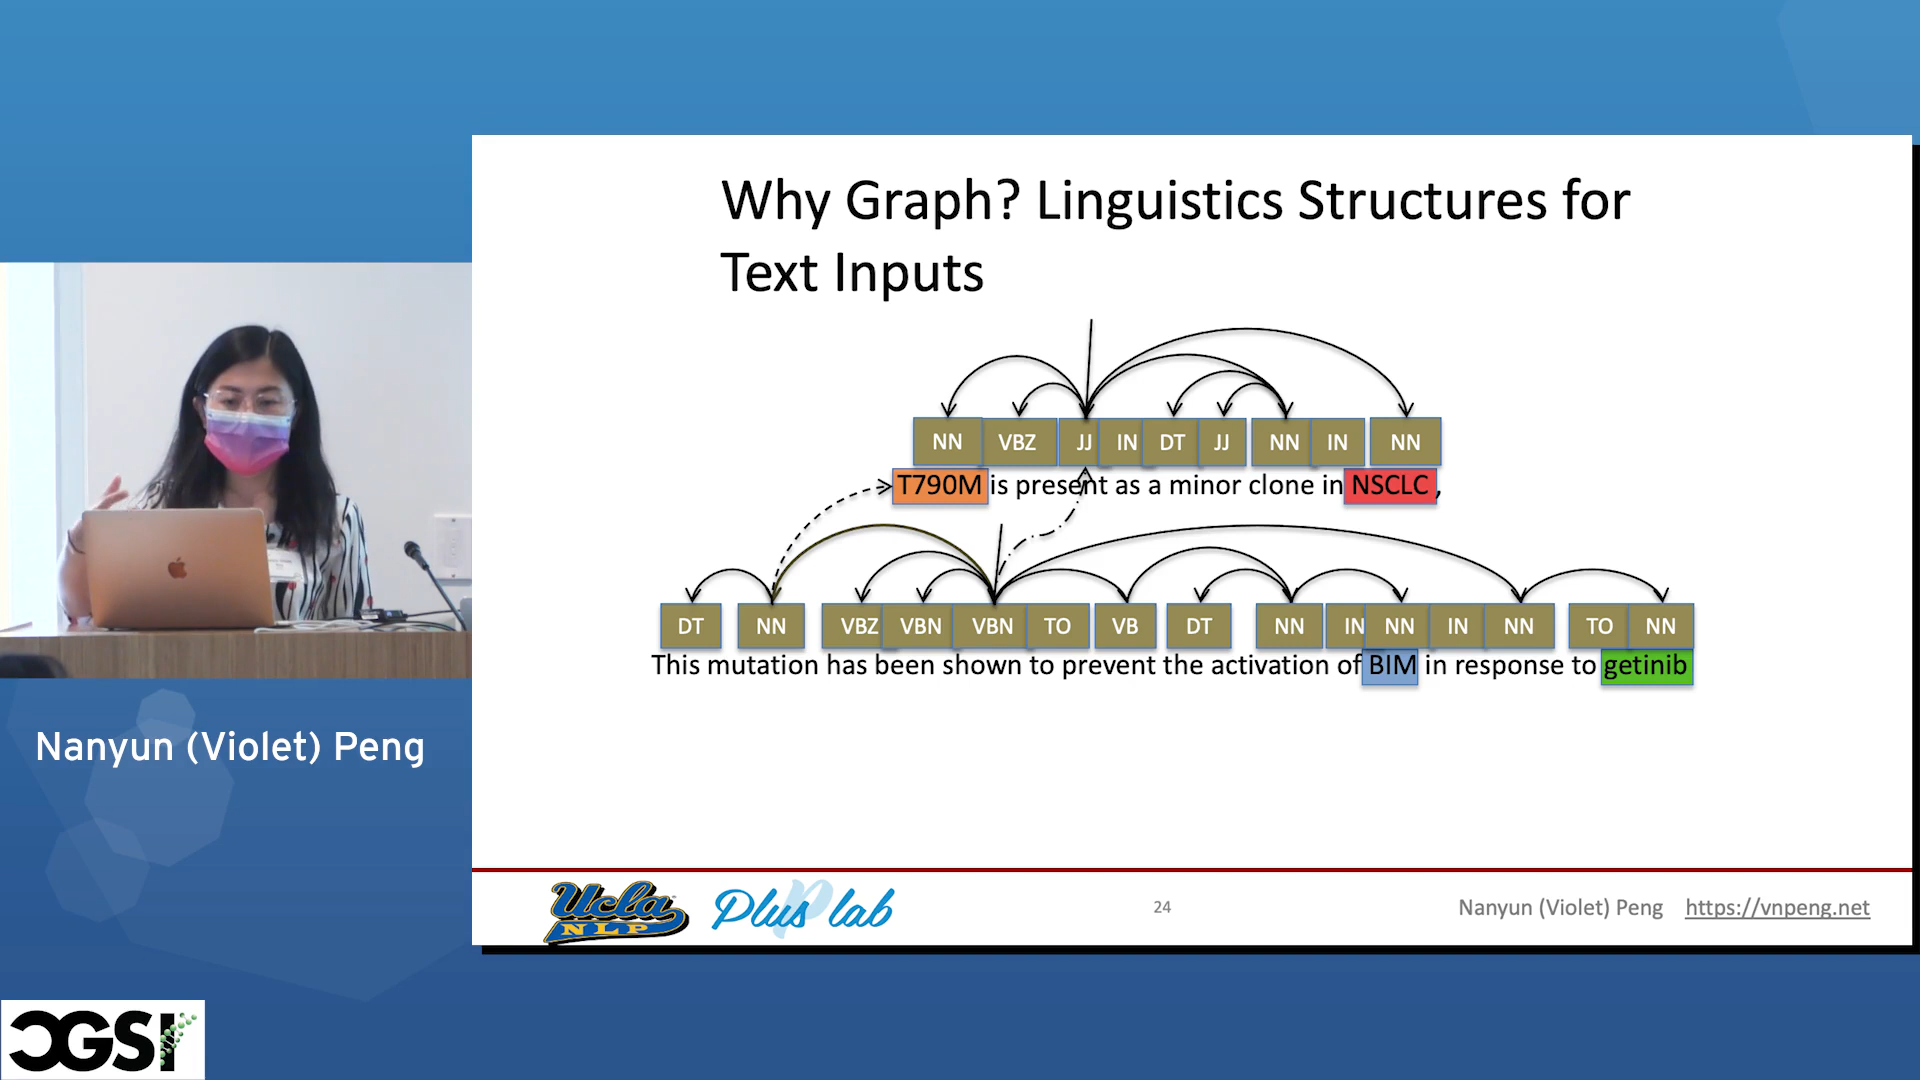 Why Graph? Linguistics Structures for
Text Inputs
NN VBZ JJ IN DT JJ NN IN NN
T790M is present as a minor clone in NSCLC,
DT NN VBZ VBN VBN TO VB DT NN IN NN IN NN TO NN
This mutation has been shown to prevent the activation of BIM in response to getinib
Nanyun (Violet) Peng
Ucla NLP Plus lab 24 Nanyun (Violet) Peng https://vnpeng.net
CGSI